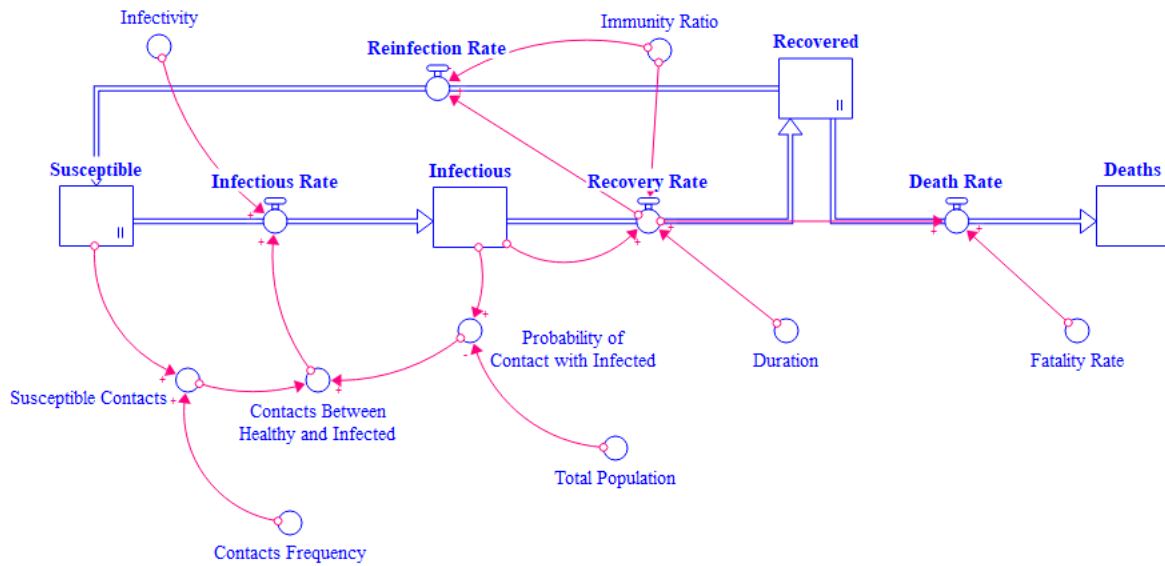 Infectivity
Immunity Ratio
Reinfection Rate
Recovered
Susceptible
Infectious Rate
Infectious
Recovery Rate
Death Rate
Deaths
Probability of
Contact with Infected
Duration
Fatality Rate
Susceptible Contacts
Contacts Between
Healthy and Infected
Total Population
Contacts Frequency